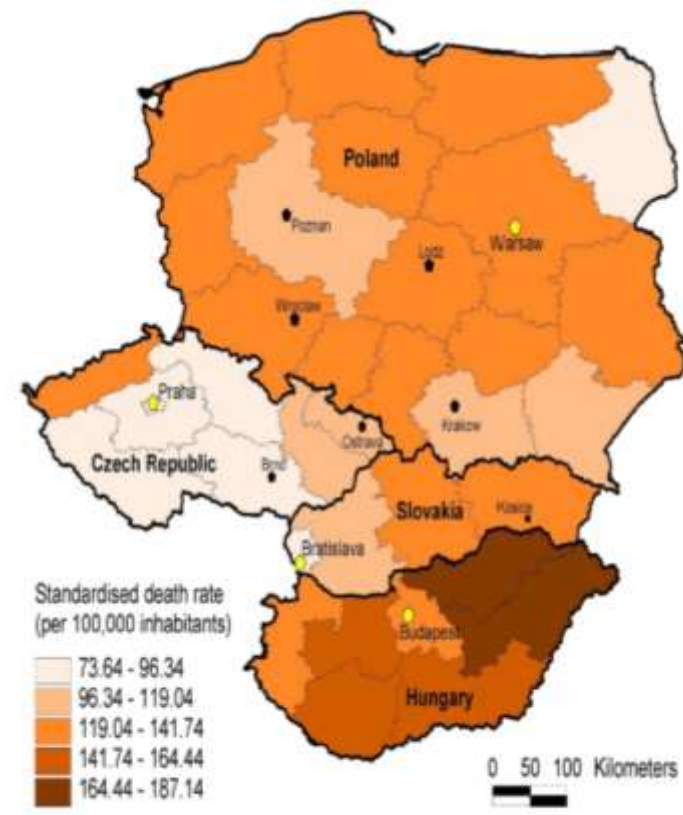 Poland
Poznan
Warsaw
Lodz
Wroclaw
Praha
Krakow
Ostrava
Czech Republic
Brno
Slovakia
Kosice
Bratislava
Standardised death rate
(per 100,000 inhabitants)
Budapest
73.64 - 96.34
96.34 - 119.04
Hungary
119.04 - 141.74
141.74 - 164.44
0 50 100 Kilometers
164.44 - 187.14